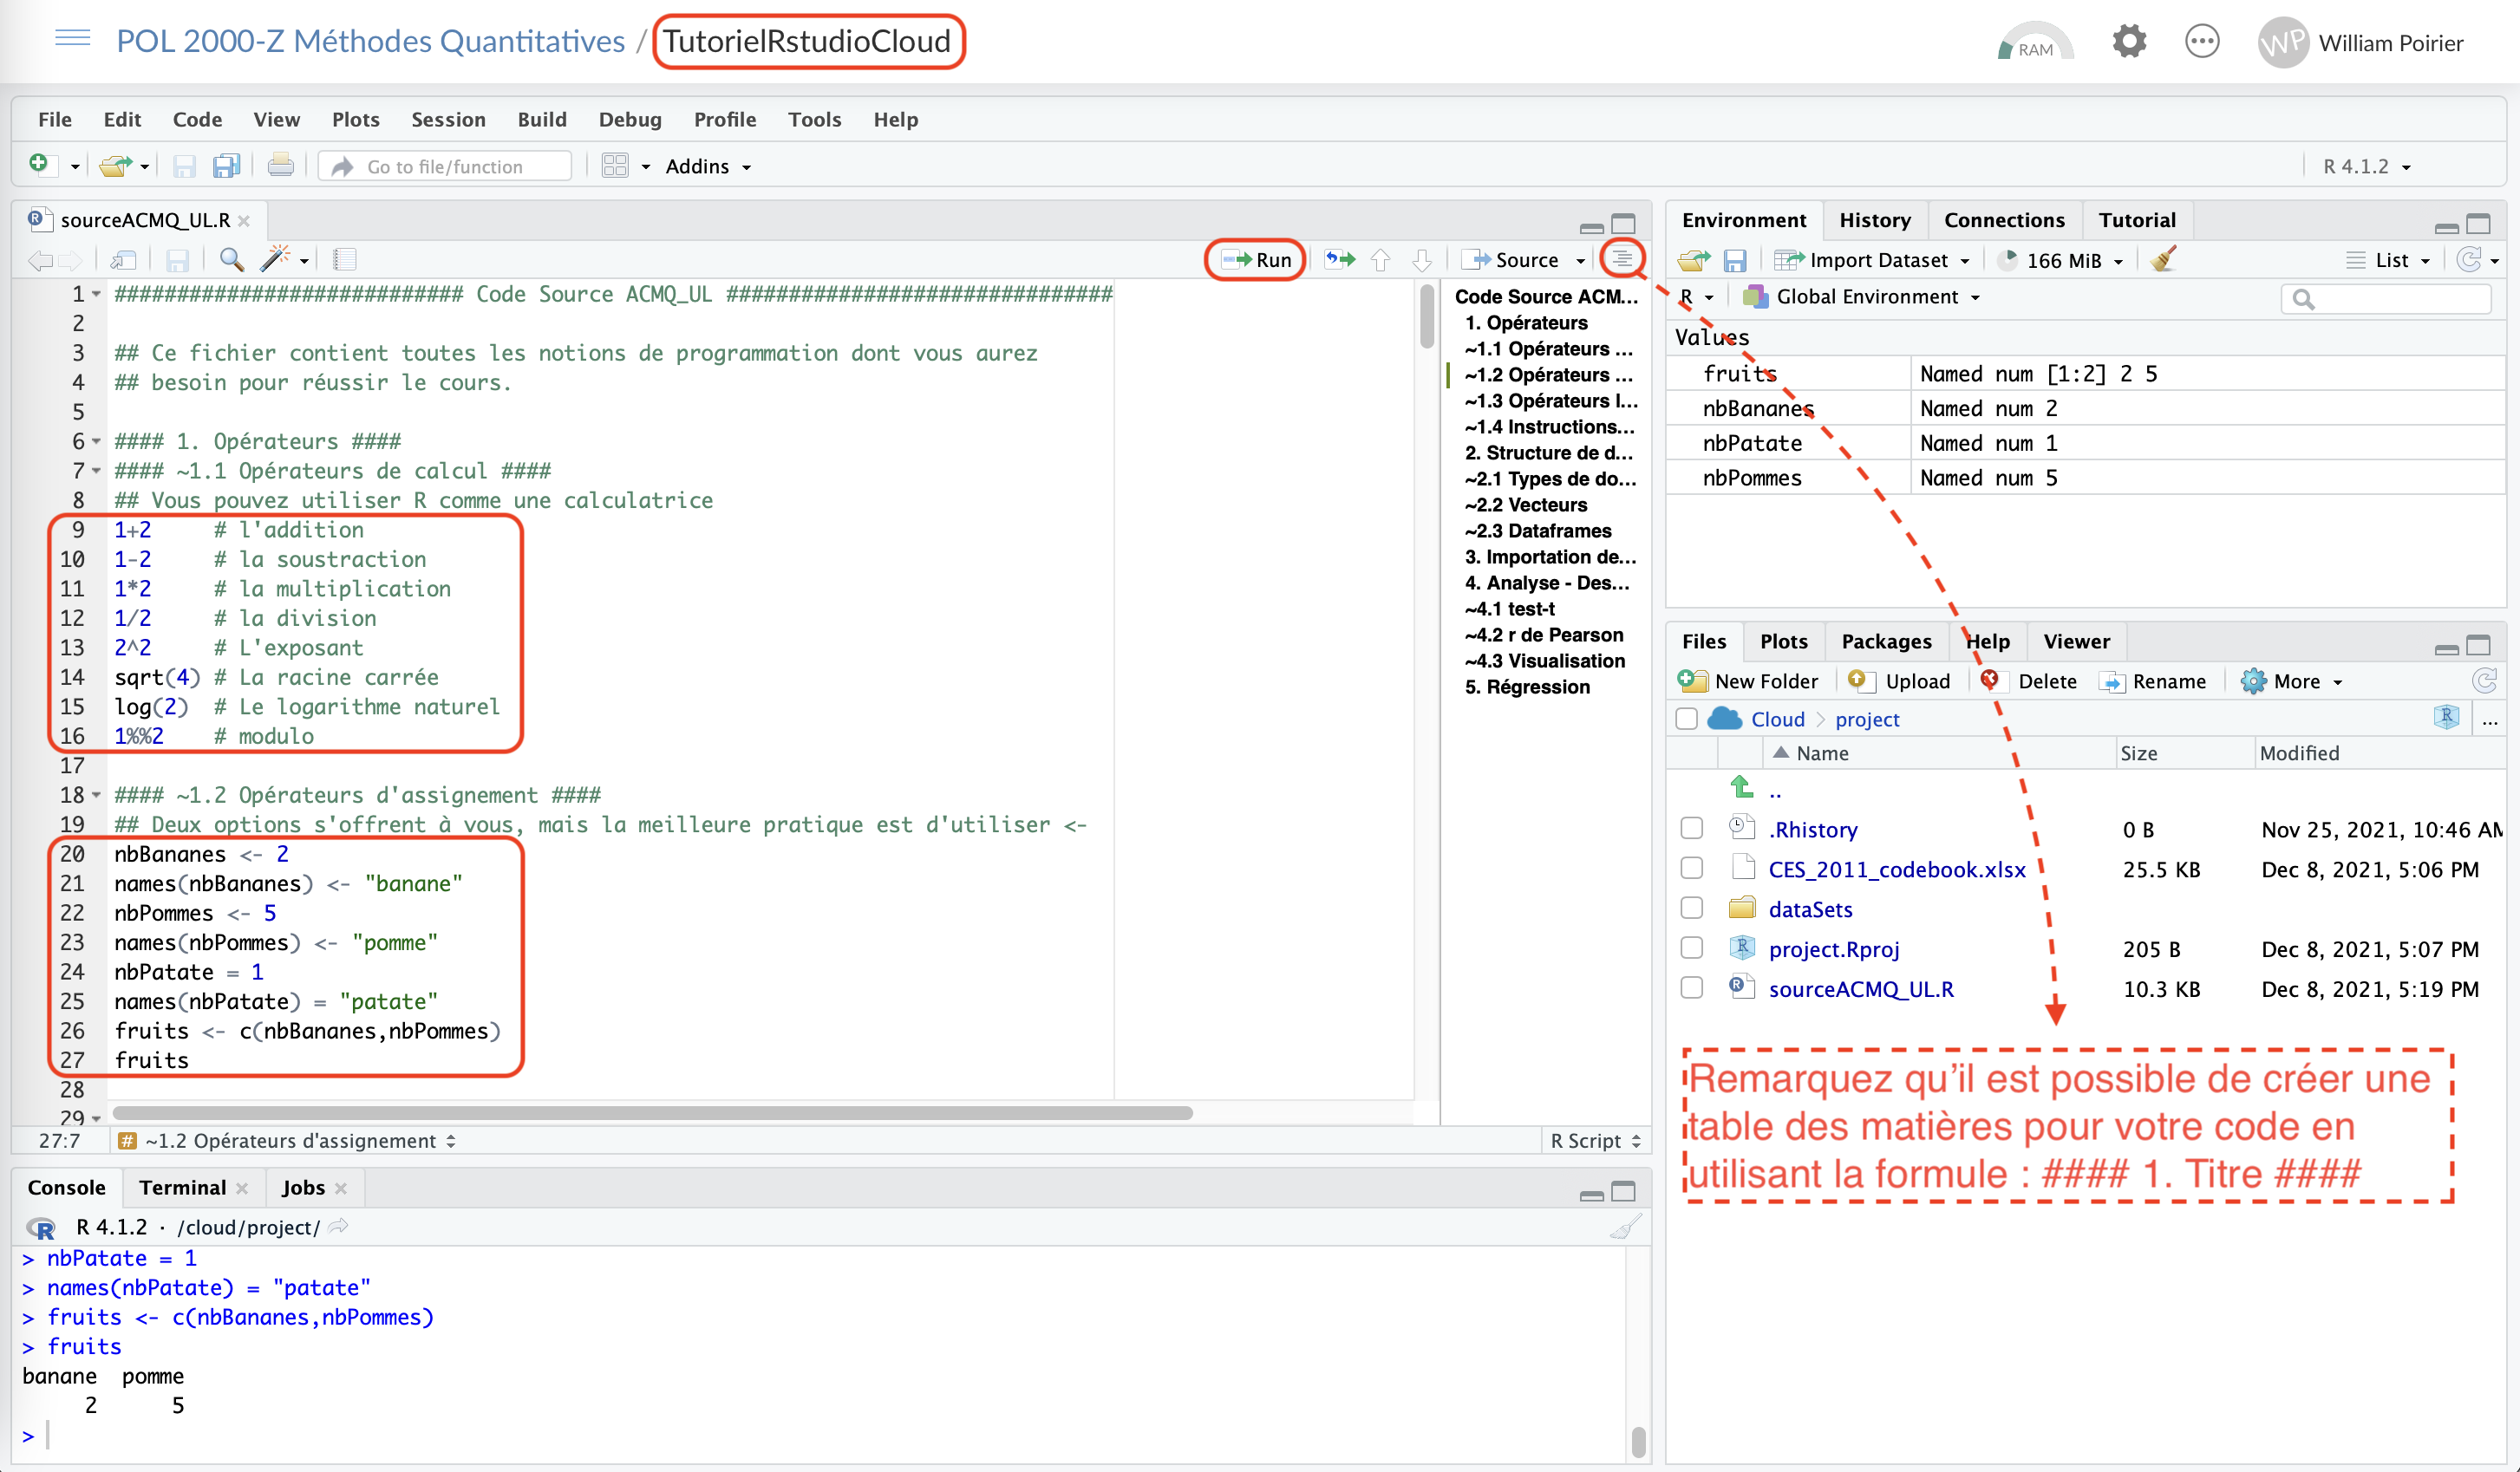 POL 2000-Z Méthodes Quantitatives / TutorielRstudioCloud
RAM
WP William Poirier
File Edit Code View Plots Session Build Debug Profile Tools Help
Go to file/function Addins R 4.1.2
sourceACMQ_UL.R
Run Source
1 ############################ Code Source ACMQ_UL ###############################
2
3 ## Ce fichier contient toutes les notions de programmation dont vous aurez
4 ## besoin pour réussir le cours.
5
6 #### 1. Opérateurs ####
7 #### ~1.1 Opérateurs de calcul ####
8 ## Vous pouvez utiliser R comme une calculatrice
9 1+2     # l'addition
10 1-2     # la soustraction
11 1*2     # la multiplication
12 1/2     # la division
13 2^2     # L'exposant
14 sqrt(4) # La racine carrée
15 log(2)  # Le logarithme naturel
16 1%%2    # modulo
17
18 #### ~1.2 Opérateurs d'assignement ####
19 ## Deux options s'offrent à vous, mais la meilleure pratique est d'utiliser <-
20 nbBananes <- 2
21 names(nbBananes) <- "banane"
22 nbPommes <- 5
23 names(nbPommes) <- "pomme"
24 nbPatate = 1
25 names(nbPatate) = "patate"
26 fruits <- c(nbBananes,nbPommes)
27 fruits
28
29
27:7 # ~1.2 Opérateurs d'assignement R Script
Code Source ACM...
1. Opérateurs
~1.1 Opérateurs ...
~1.2 Opérateurs ...
~1.3 Opérateurs l...
~1.4 Instructions...
2. Structure de d...
~2.1 Types de do...
~2.2 Vecteurs
~2.3 Dataframes
3. Importation de...
4. Analyse - Des...
~4.1 test-t
~4.2 r de Pearson
~4.3 Visualisation
5. Régression
Console Terminal Jobs
R R 4.1.2 · /cloud/project/
> nbPatate = 1
> names(nbPatate) = "patate"
> fruits <- c(nbBananes,nbPommes)
> fruits
banane  pomme
     2      5
>
Environment History Connections Tutorial
Import Dataset 166 MiB List
R Global Environment
Values
fruits Named num [1:2] 2 5
nbBananes Named num 2
nbPatate Named num 1
nbPommes Named num 5
Files Plots Packages Help Viewer
New Folder Upload Delete Rename More
Cloud project R ...
Name Size Modified
..
.Rhistory 0 B Nov 25, 2021, 10:46 AM
CES_2011_codebook.xlsx 25.5 KB Dec 8, 2021, 5:06 PM
dataSets
project.Rproj 205 B Dec 8, 2021, 5:07 PM
sourceACMQ_UL.R 10.3 KB Dec 8, 2021, 5:19 PM
Remarquez qu'il est possible de créer une
table des matières pour votre code en
utilisant la formule : #### 1. Titre ####